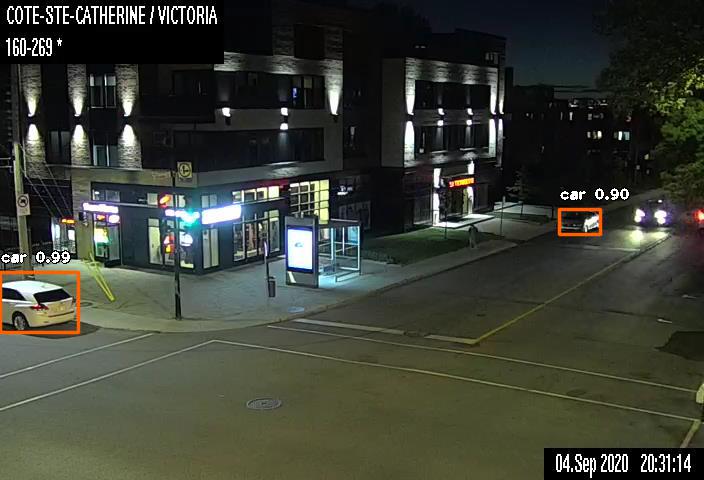 COTE-STE-CATHERINE / VICTORIA
160-269 *
car 0.90
car 0.99
04.Sep 2020 20:31:14